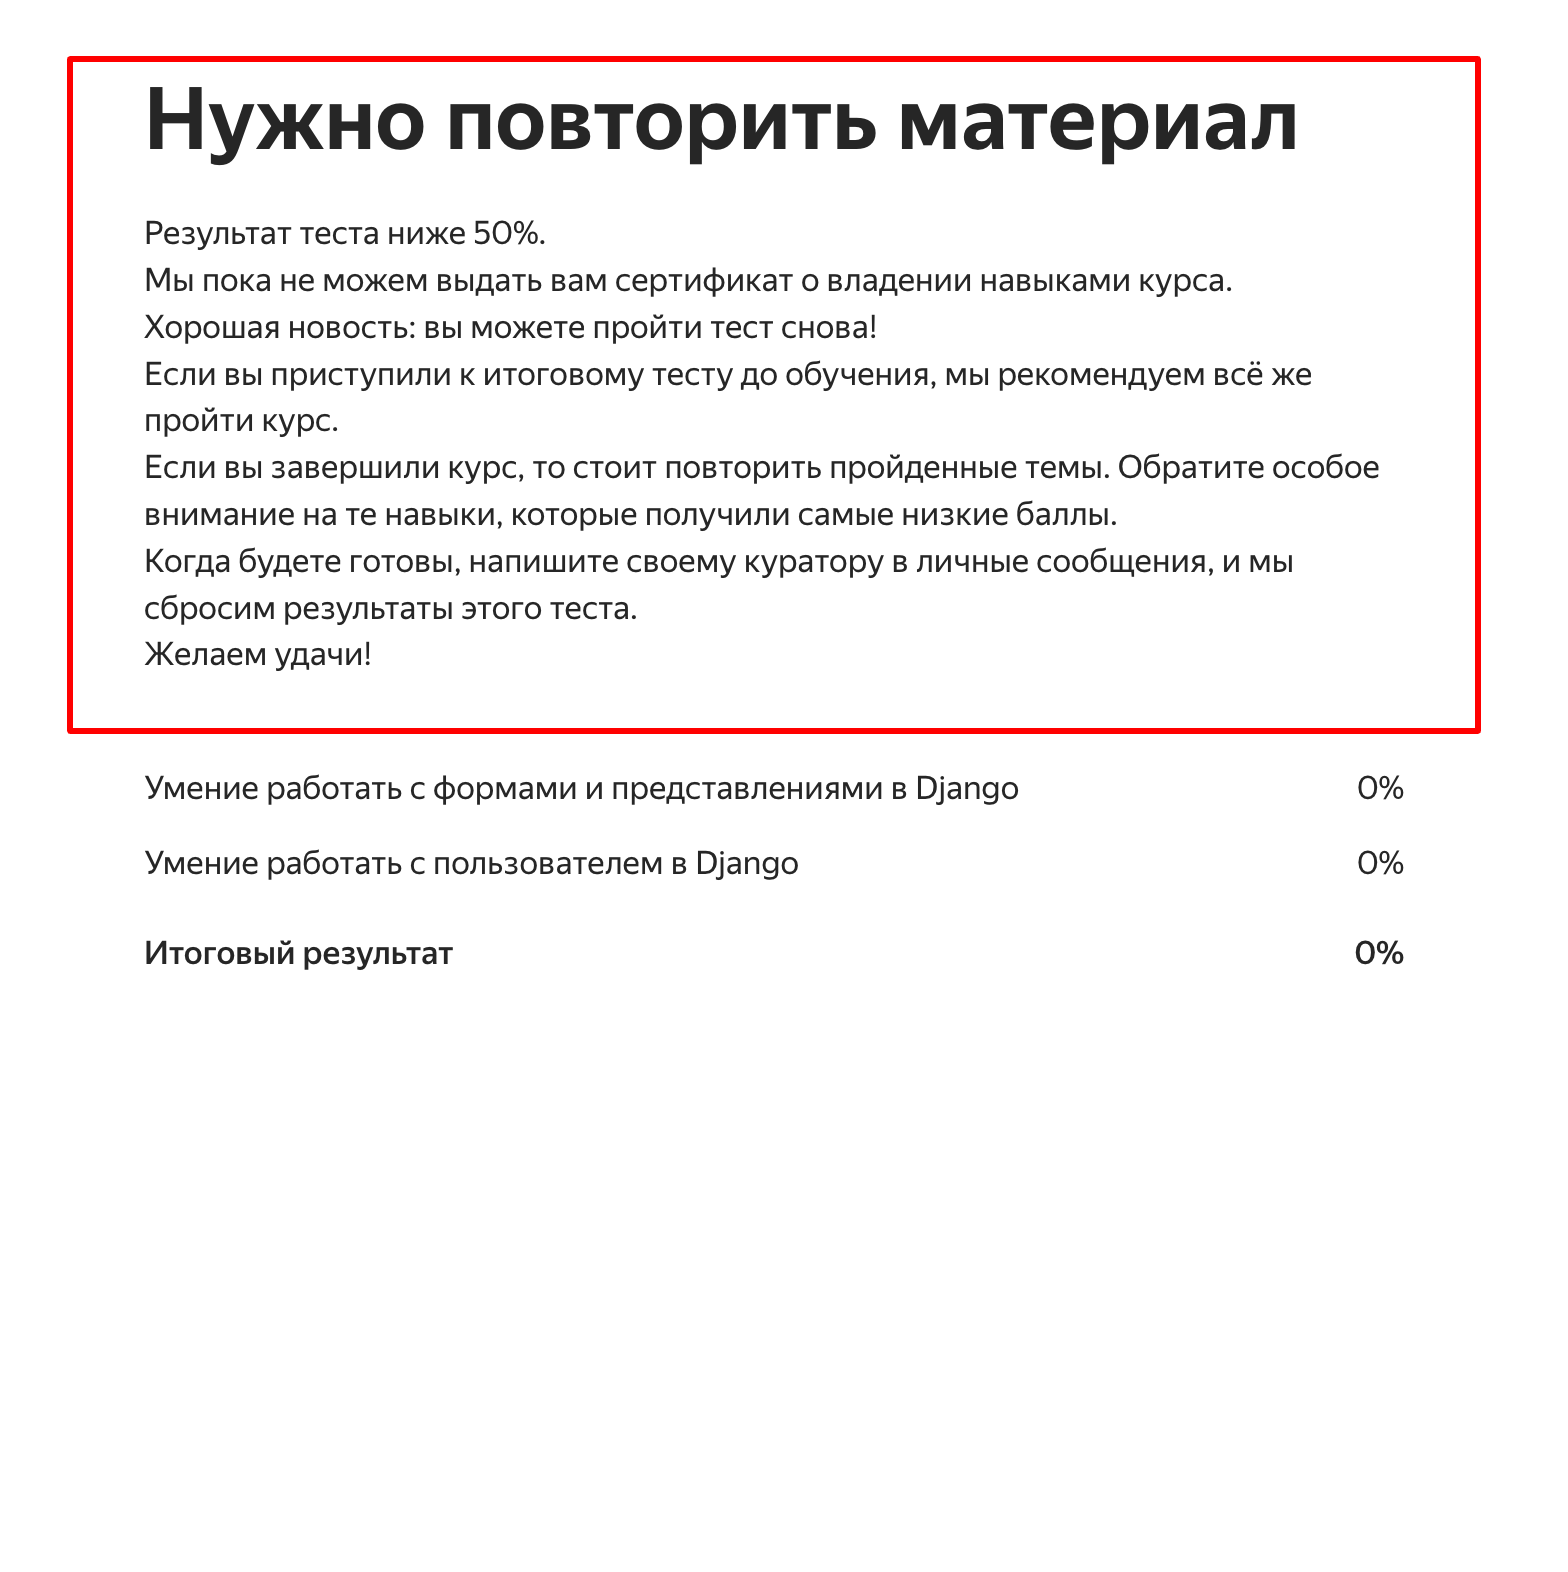 Нужно повторить материал
Результат теста ниже 50%.
Мы пока не можем выдать вам сертификат о владении навыками курса.
Хорошая новость: вы можете пройти тест снова!
Если вы приступили к итоговому тесту до обучения, мы рекомендуем всё же
пройти курс.
Если вы завершили курс, то стоит повторить пройденные темы. Обратите особое
внимание на те навыки, которые получили самые низкие баллы.
Когда будете готовы, напишите своему куратору в личные сообщения, и мы
сбросим результаты этого теста.
Желаем удачи!
Умение работать с формами и представлениями в Django 0%
Умение работать с пользователем в Django 0%
Итоговый результат 0%